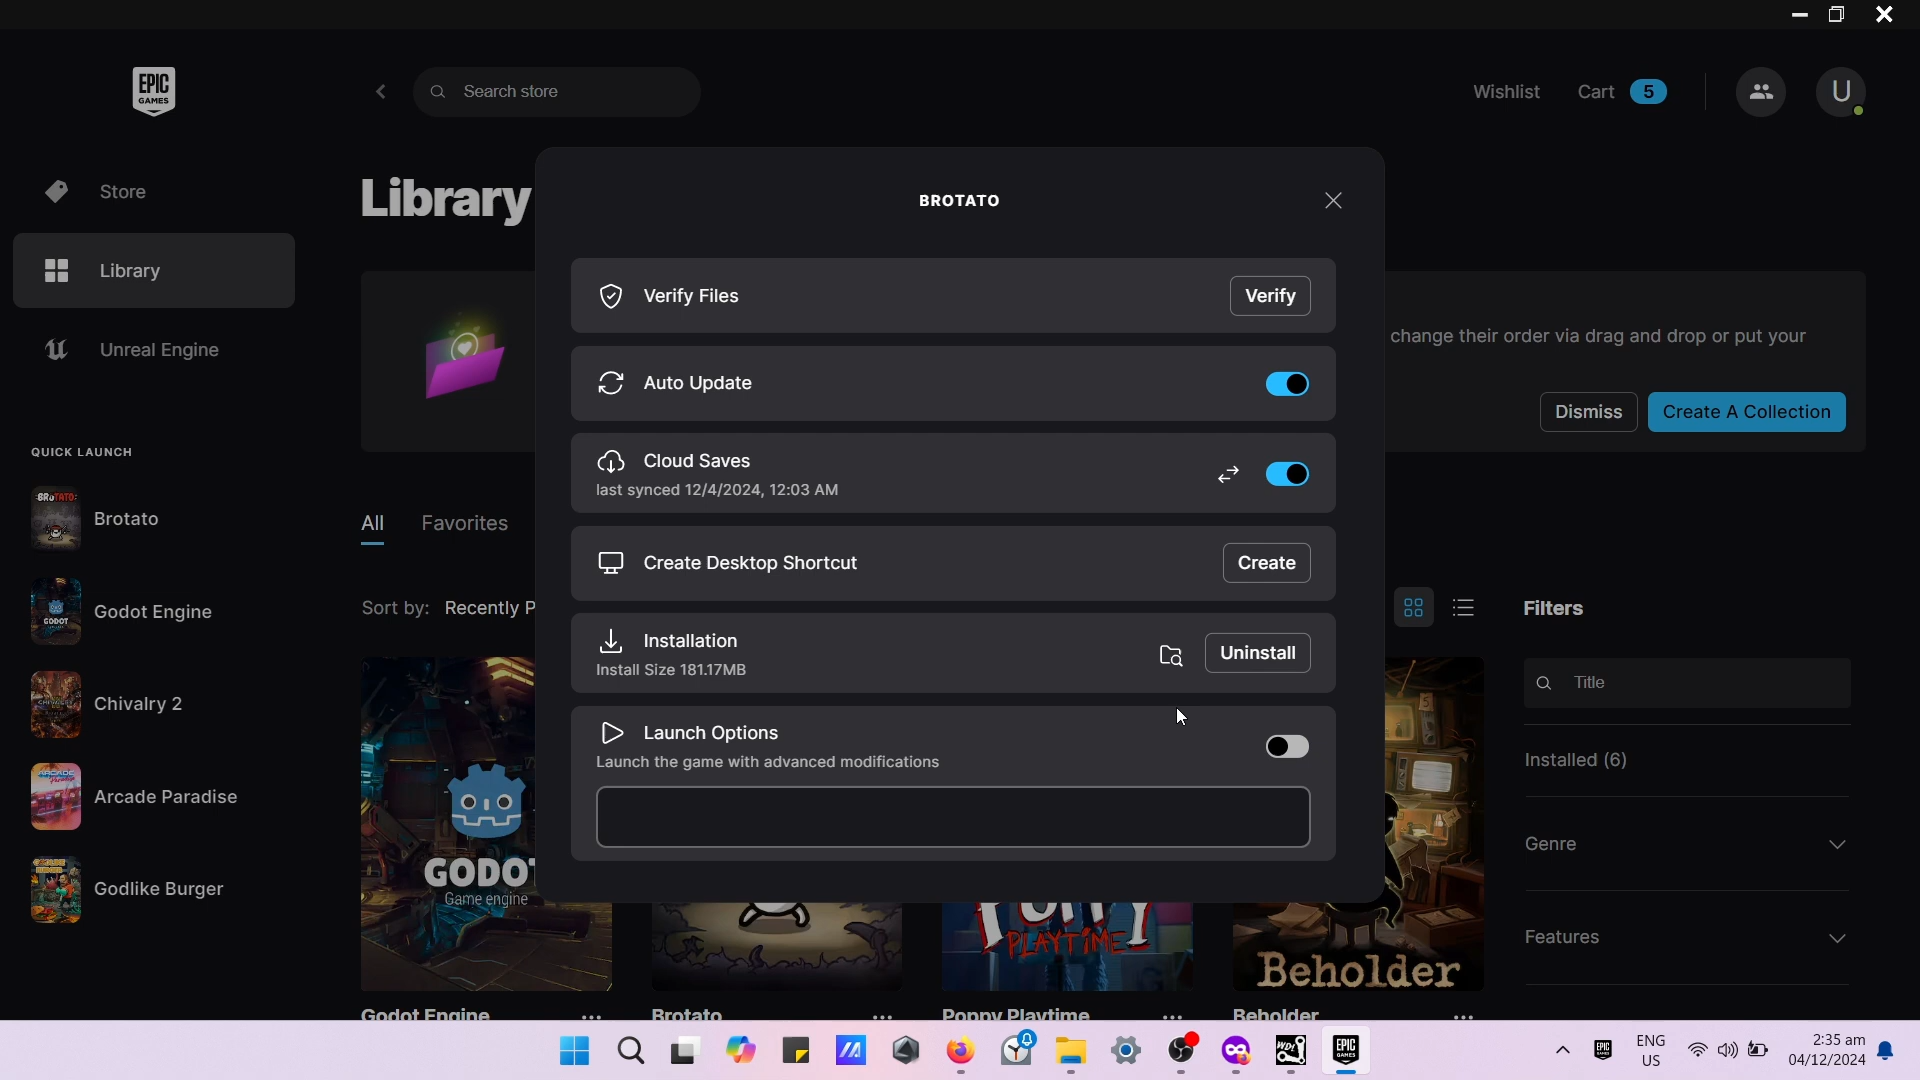 EPIC
GAMES
Search store
Wishlist
Cart
5
U
Store
Library
Unreal Engine
QUICK LAUNCH
BROTATO
Brotato
Godot Engine
Chivalry 2
Arcade Paradise
Godlike Burger
Library
change their order via drag and drop or put your
Dismiss
Create A Collection
All
Favorites
Sort by:
Recently P
BROTATO
Verify Files
Verify
Auto Update
Cloud Saves
last synced 12/4/2024, 12:03 AM
Create Desktop Shortcut
Create
Installation
Install Size 181.17MB
Uninstall
Launch Options
Launch the game with advanced modifications
Filters
Title
Installed (6)
Genre
Features
GODOT
Game engine
POPPY
PLAYTIME
Beholder
Godot Engine
Brotato
Poppy Playtime
Beholder
EPIC
GAMES
ENG
US
2:35 am
04/12/2024